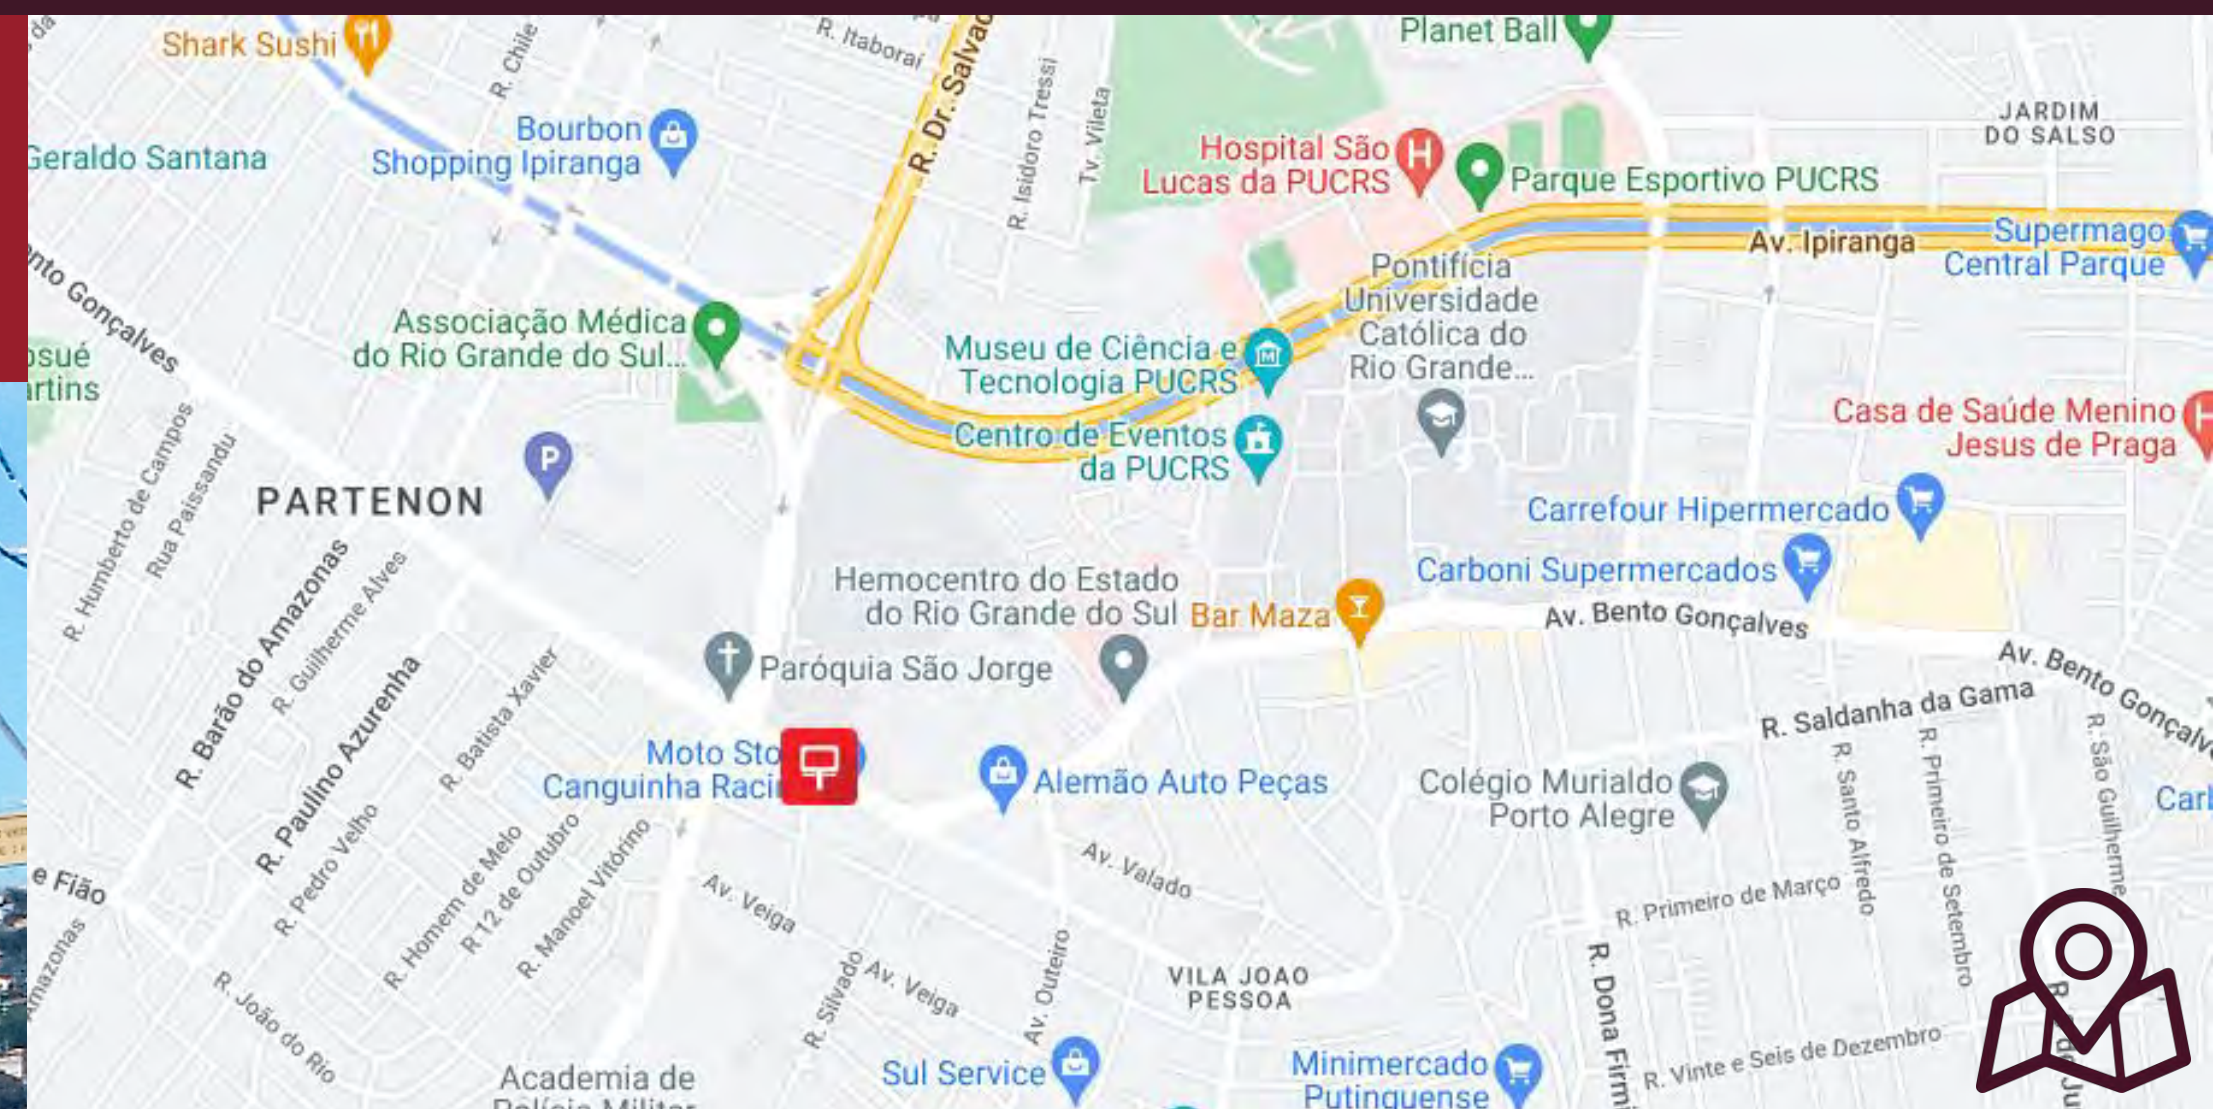 Shark Sushi
R. Chile
R. Itaboraí
R. Dr. Salvad
R. Isidoro Tressi
Tv. Vileta
Planet Ball
JARDIM
DO SALSO
Bourbon
Shopping Ipiranga
Geraldo Santana
Hospital São
Lucas da PUCRS
Parque Esportivo PUCRS
Av. Ipiranga
Supermago
Central Parque
nto Gonçalves
Associação Médica
do Rio Grande do Sul...
osué
artins
Museu de Ciência e
Tecnologia PUCRS
Pontifícia
Universidade
Católica do
Rio Grande...
Centro de Eventos
da PUCRS
Casa de Saúde Menino
Jesus de Praga
R. Humberto de Campos
Rua Paissandu
PARTENON
P
Carrefour Hipermercado
Carboni Supermercados
Hemocentro do Estado
do Rio Grande do Sul
Bar Maza
Av. Bento Gonçalves
Av. Bento Gonçalv
R. Barão do Amazonas
R. Guilherme Alves
R. Paulino Azurenha
R. Batista Xavier
Paróquia São Jorge
R. Saldanha da Gama
Moto Sto
Canguinha Raci
Alemão Auto Peças
Colégio Murialdo
Porto Alegre
R. Santo Alfredo
R. Primeiro de Setembro
R. São Guilherme
Carb
R. Pedro Velho
R. Homem de Melo
R 12 de Outubro
R. Manoel Vitórino
Av. Veiga
Av. Valado
R. Primeiro de Março
e Fião
Amazonas
R. João do Rio
R. Silvado
Av. Veiga
Av. Outeiro
VILA JOAO
PESSOA
R. Dona Firmi
R. Vinte e Seis de Dezembro
Academia de
Polícia Militar
Sul Service
Minimercado
Putinguense